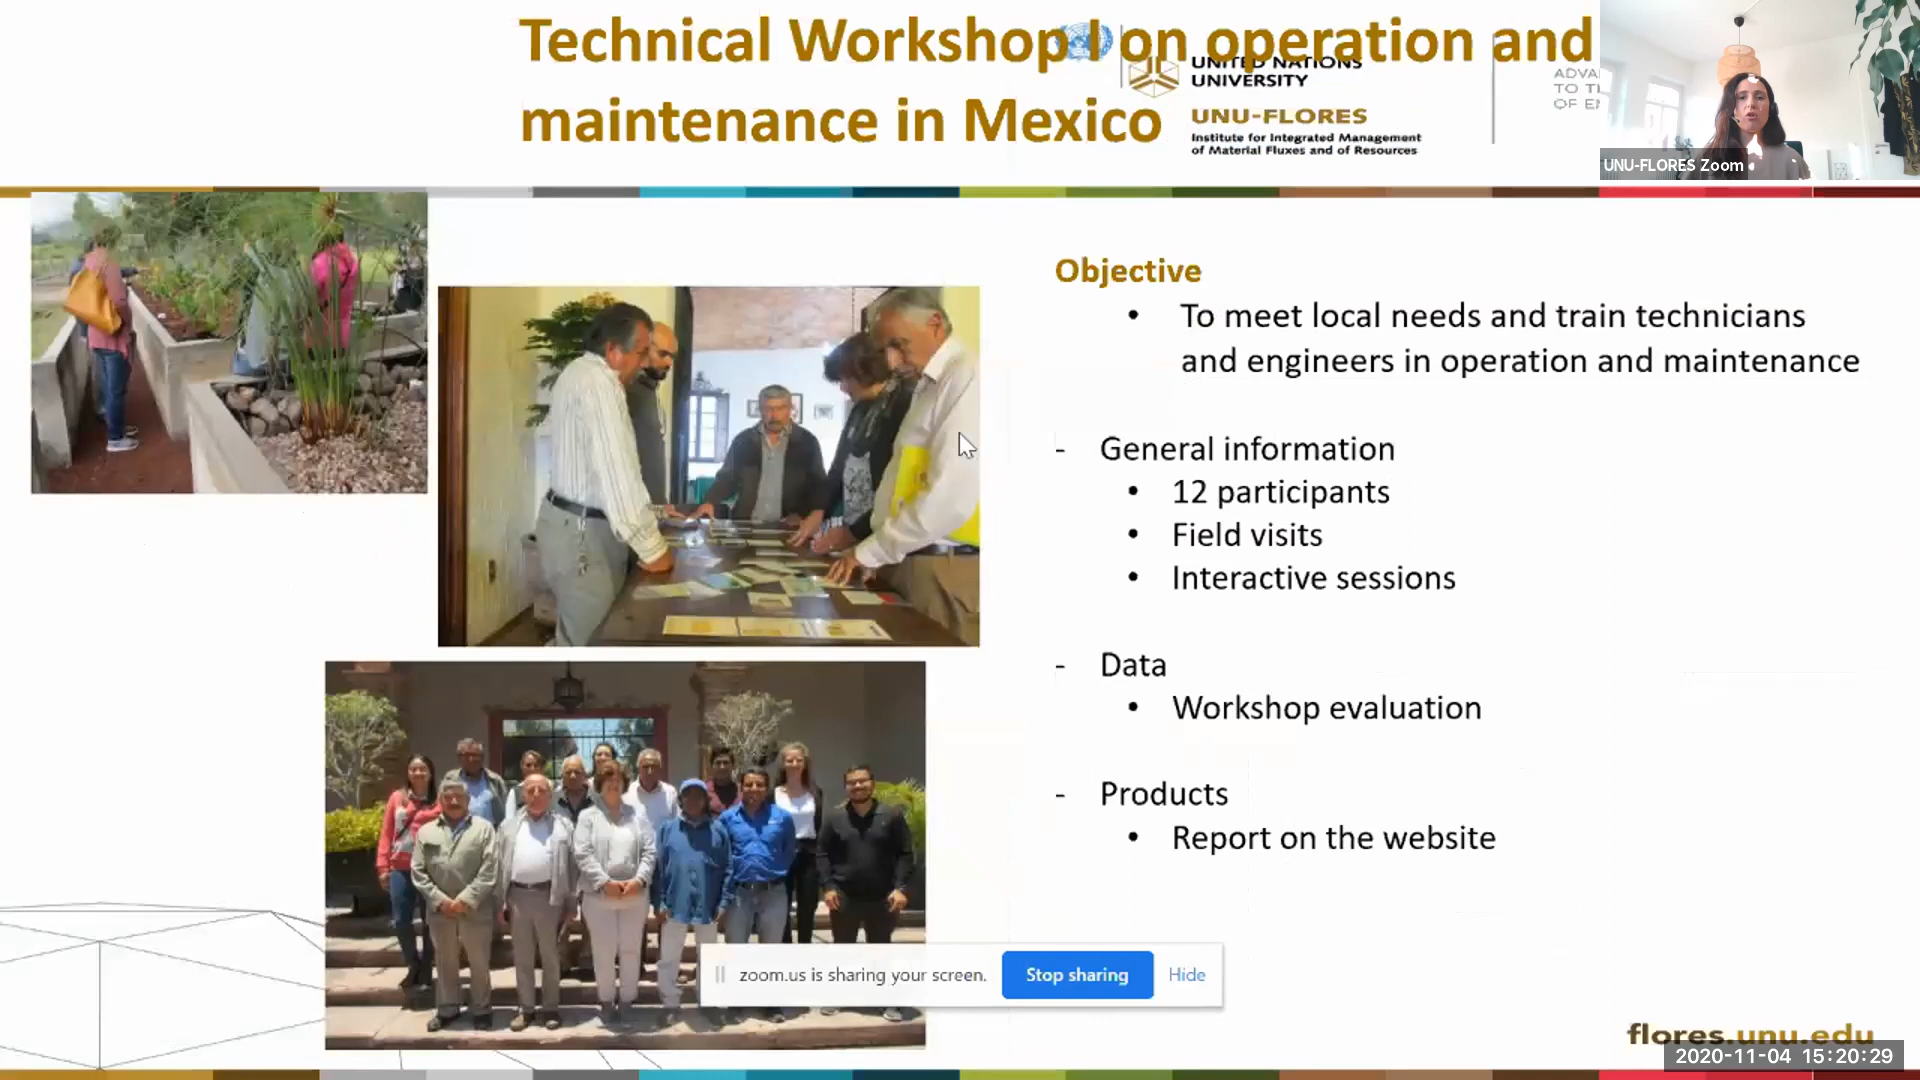 Technical Workshop I on operation and
maintenance in Mexico
UNITED NATIONS
UNIVERSITY
UNU-FLORES
Institute for Integrated Management
of Material Fluxes and of Resources
ADVA
TO T
OF E
UNU-FLORES Zoom
Objective
• To meet local needs and train technicians
and engineers in operation and maintenance
- General information
• 12 participants
• Field visits
• Interactive sessions
- Data
• Workshop evaluation
- Products
• Report on the website
zoom.us is sharing your screen.
Stop sharing
Hide
flores.unu.edu
2020-11-04 15:20:29